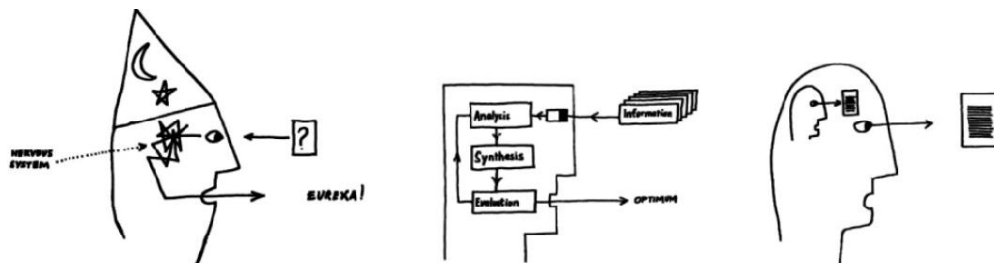 ?
NERVOUS
SYSTEM
EUREKA!
Analysis
Information
Synthesis
Evaluation
OPTIMUM